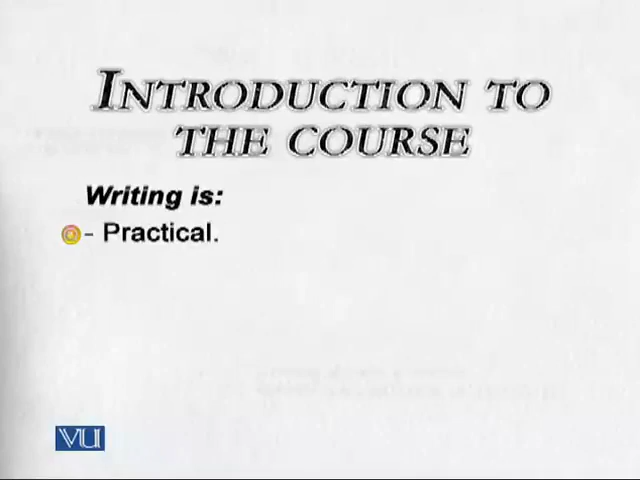 INTRODUCTION TO
THE COURSE
Writing is:
- Practical.
VU